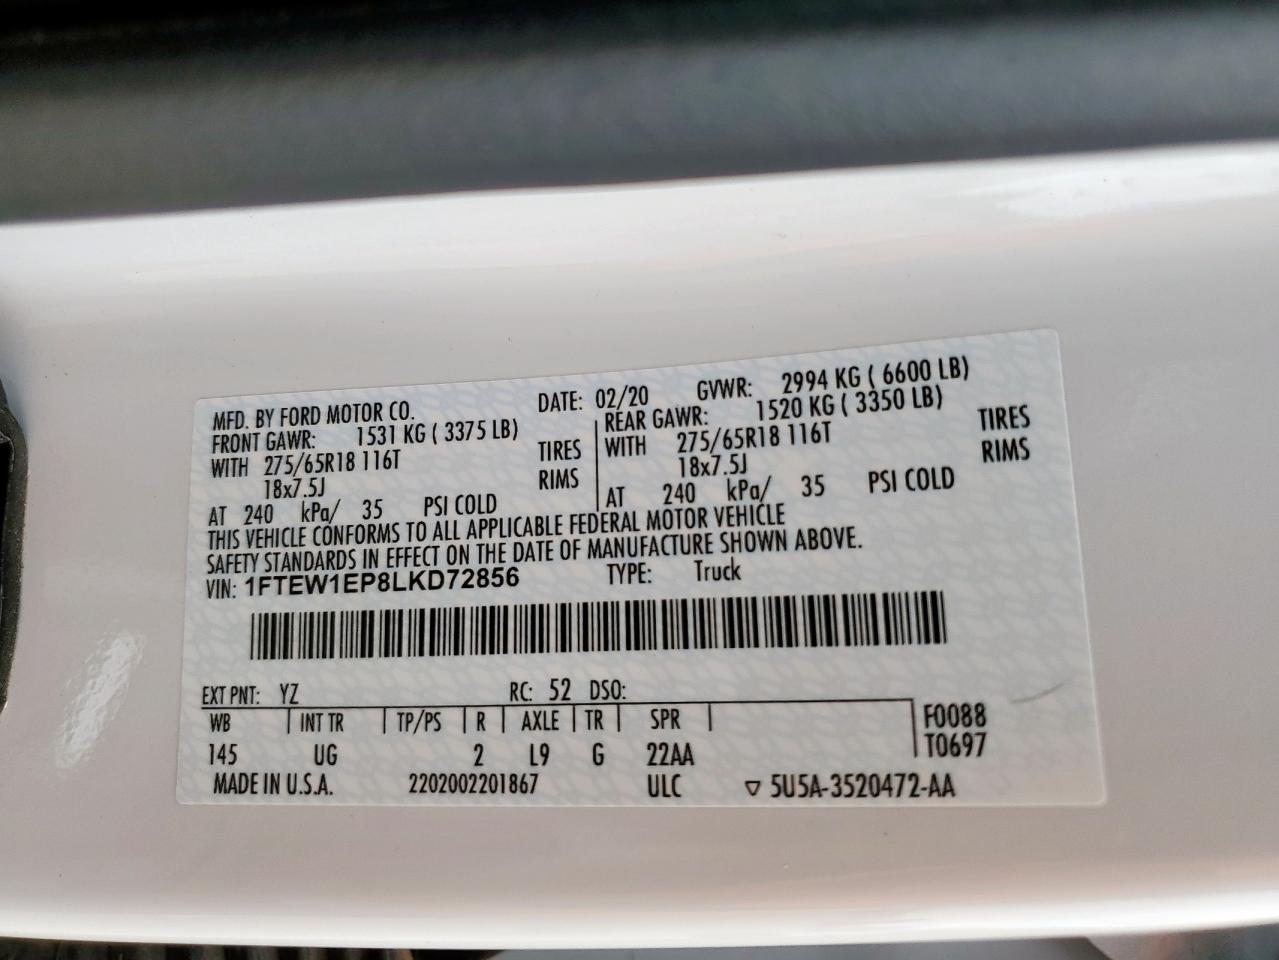 MFD. BY FORD MOTOR CO. DATE: 02/20 GVWR: 2994 KG ( 6600 LB)
FRONT GAWR: 1531 KG ( 3375 LB) REAR GAWR: 1520 KG ( 3350 LB)
WITH 275/65R18 116T TIRES WITH 275/65R18 116T TIRES
18x7.5J RIMS 18x7.5J RIMS
AT 240 kPa/ 35 PSI COLD AT 240 kPa/ 35 PSI COLD
THIS VEHICLE CONFORMS TO ALL APPLICABLE FEDERAL MOTOR VEHICLE
SAFETY STANDARDS IN EFFECT ON THE DATE OF MANUFACTURE SHOWN ABOVE.
VIN: 1FTEW1EP8LKD72856 TYPE: Truck
EXT PNT: YZ RC: 52 DSO:
WB INT TR TP/PS R AXLE TR SPR F0088
145 UG 2 L9 G 22AA T0697
MADE IN U.S.A. 2202002201867 ULC ▽ 5U5A-3520472-AA